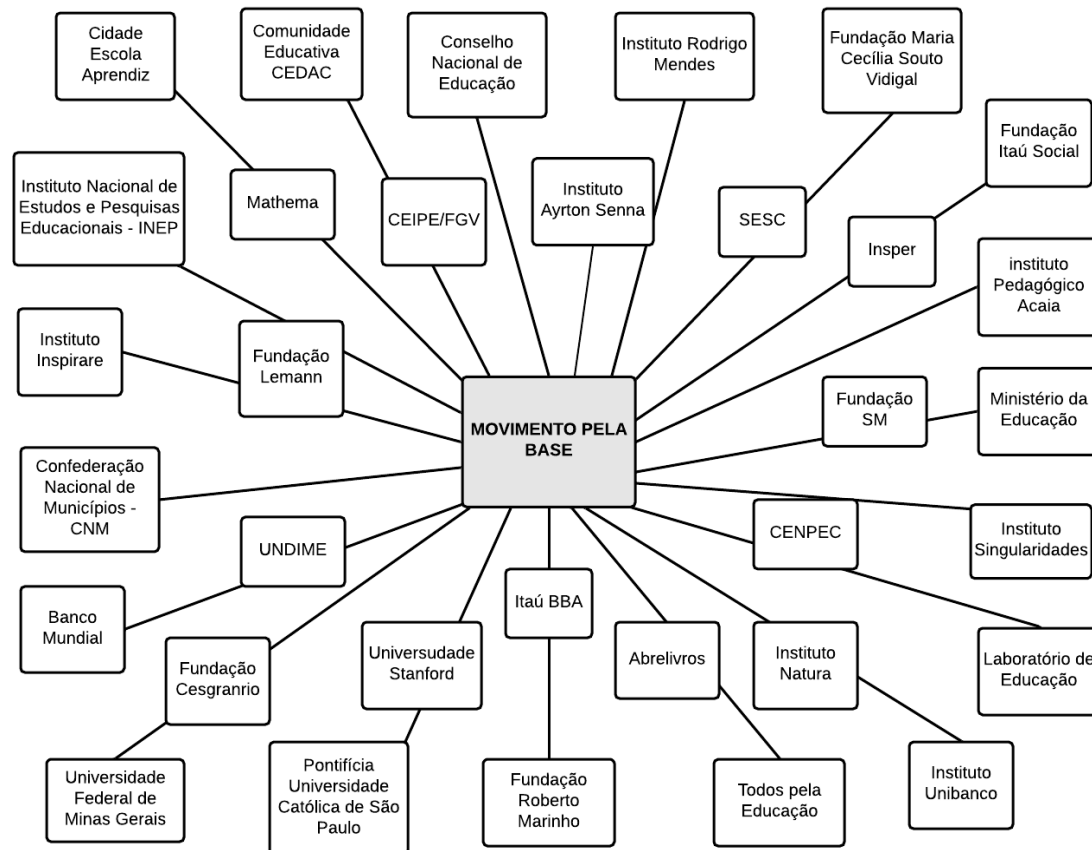 Cidade
Escola
Aprendiz
Comunidade
Educativa
CEDAC
Conselho
Nacional de
Educação
Instituto Rodrigo
Mendes
Fundação Maria
Cecília Souto
Vidigal
Fundação
Itaú Social
Instituto Nacional de
Estudos e Pesquisas
Educacionais - INEP
Mathema
CEIPE/FGV
Instituto
Ayrton Senna
SESC
Insper
instituto
Pedagógico
Acaia
Instituto
Inspirare
Fundação
Lemann
MOVIMENTO PELA
BASE
Fundação
SM
Ministério da
Educação
Confederação
Nacional de
Municípios -
CNM
UNDIME
CENPEC
Instituto
Singularidades
Banco
Mundial
Fundação
Cesgranrio
Universudade
Stanford
Itaú BBA
Abrelivros
Instituto
Natura
Laboratório de
Educação
Universidade
Federal de
Minas Gerais
Pontifícia
Universidade
Católica de São
Paulo
Fundação
Roberto
Marinho
Todos pela
Educação
Instituto
Unibanco